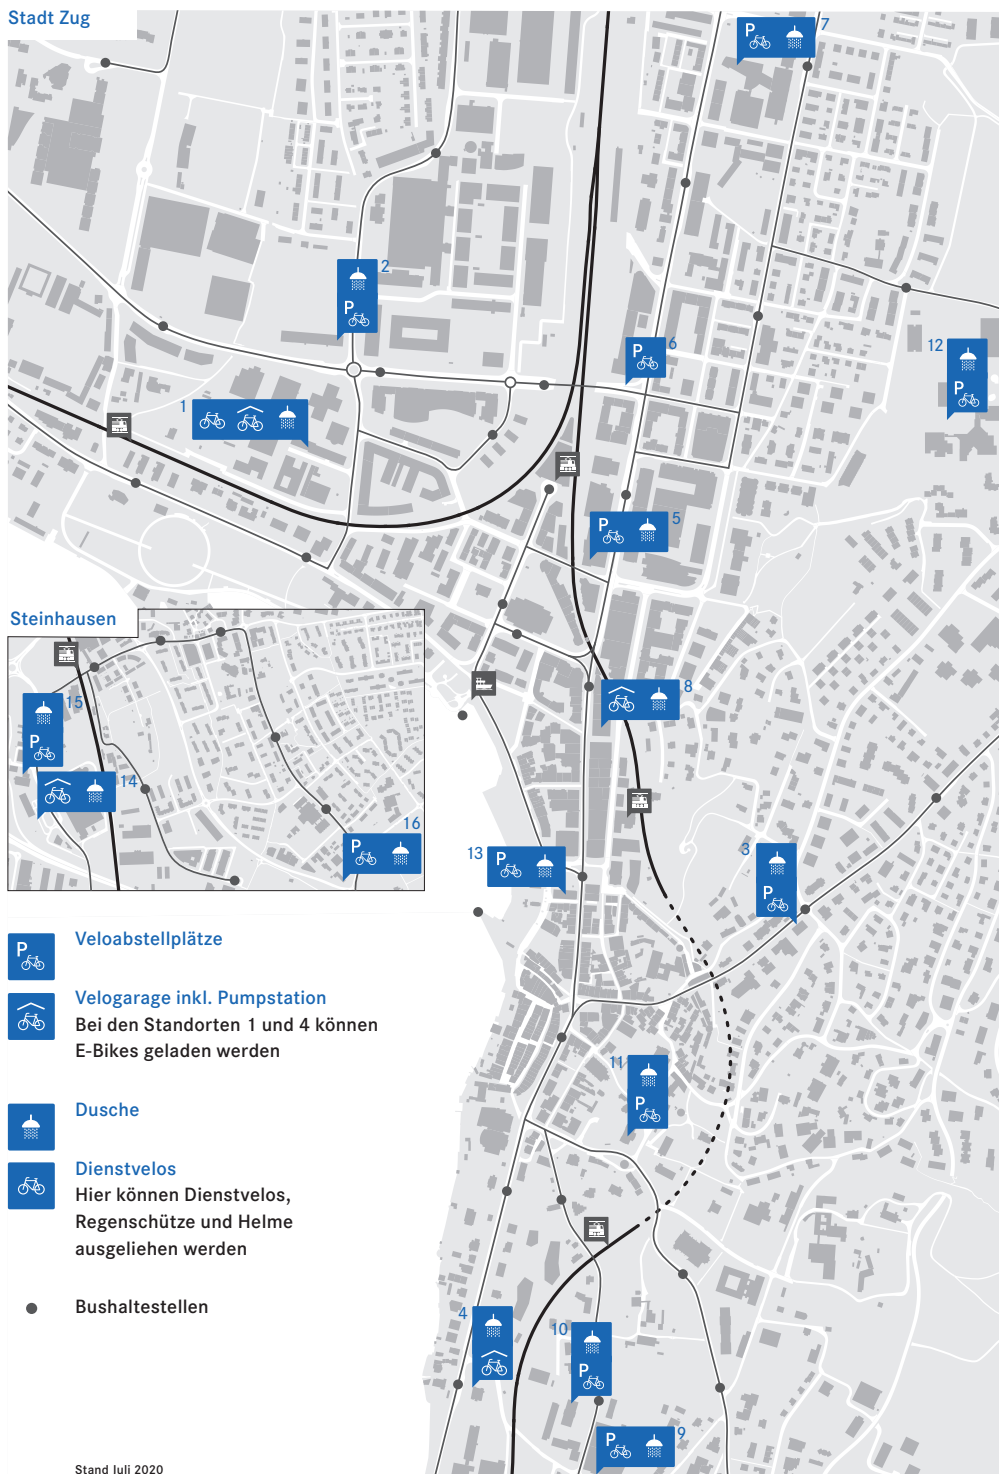 Stadt Zug
7
2
6
12
1
5
Steinhausen
15
8
14
16
13
3
11
4
10
9
P
P
P
P
P
P
P
P
P
P
P
P
P
Veloabstellplätze
Velogarage inkl. Pumpstation
Bei den Standorten 1 und 4 können
E-Bikes geladen werden
Dusche
Dienstvelos
Hier können Dienstvelos,
Regenschütze und Helme
ausgeliehen werden
Bushaltestellen
Stand Juli 2020